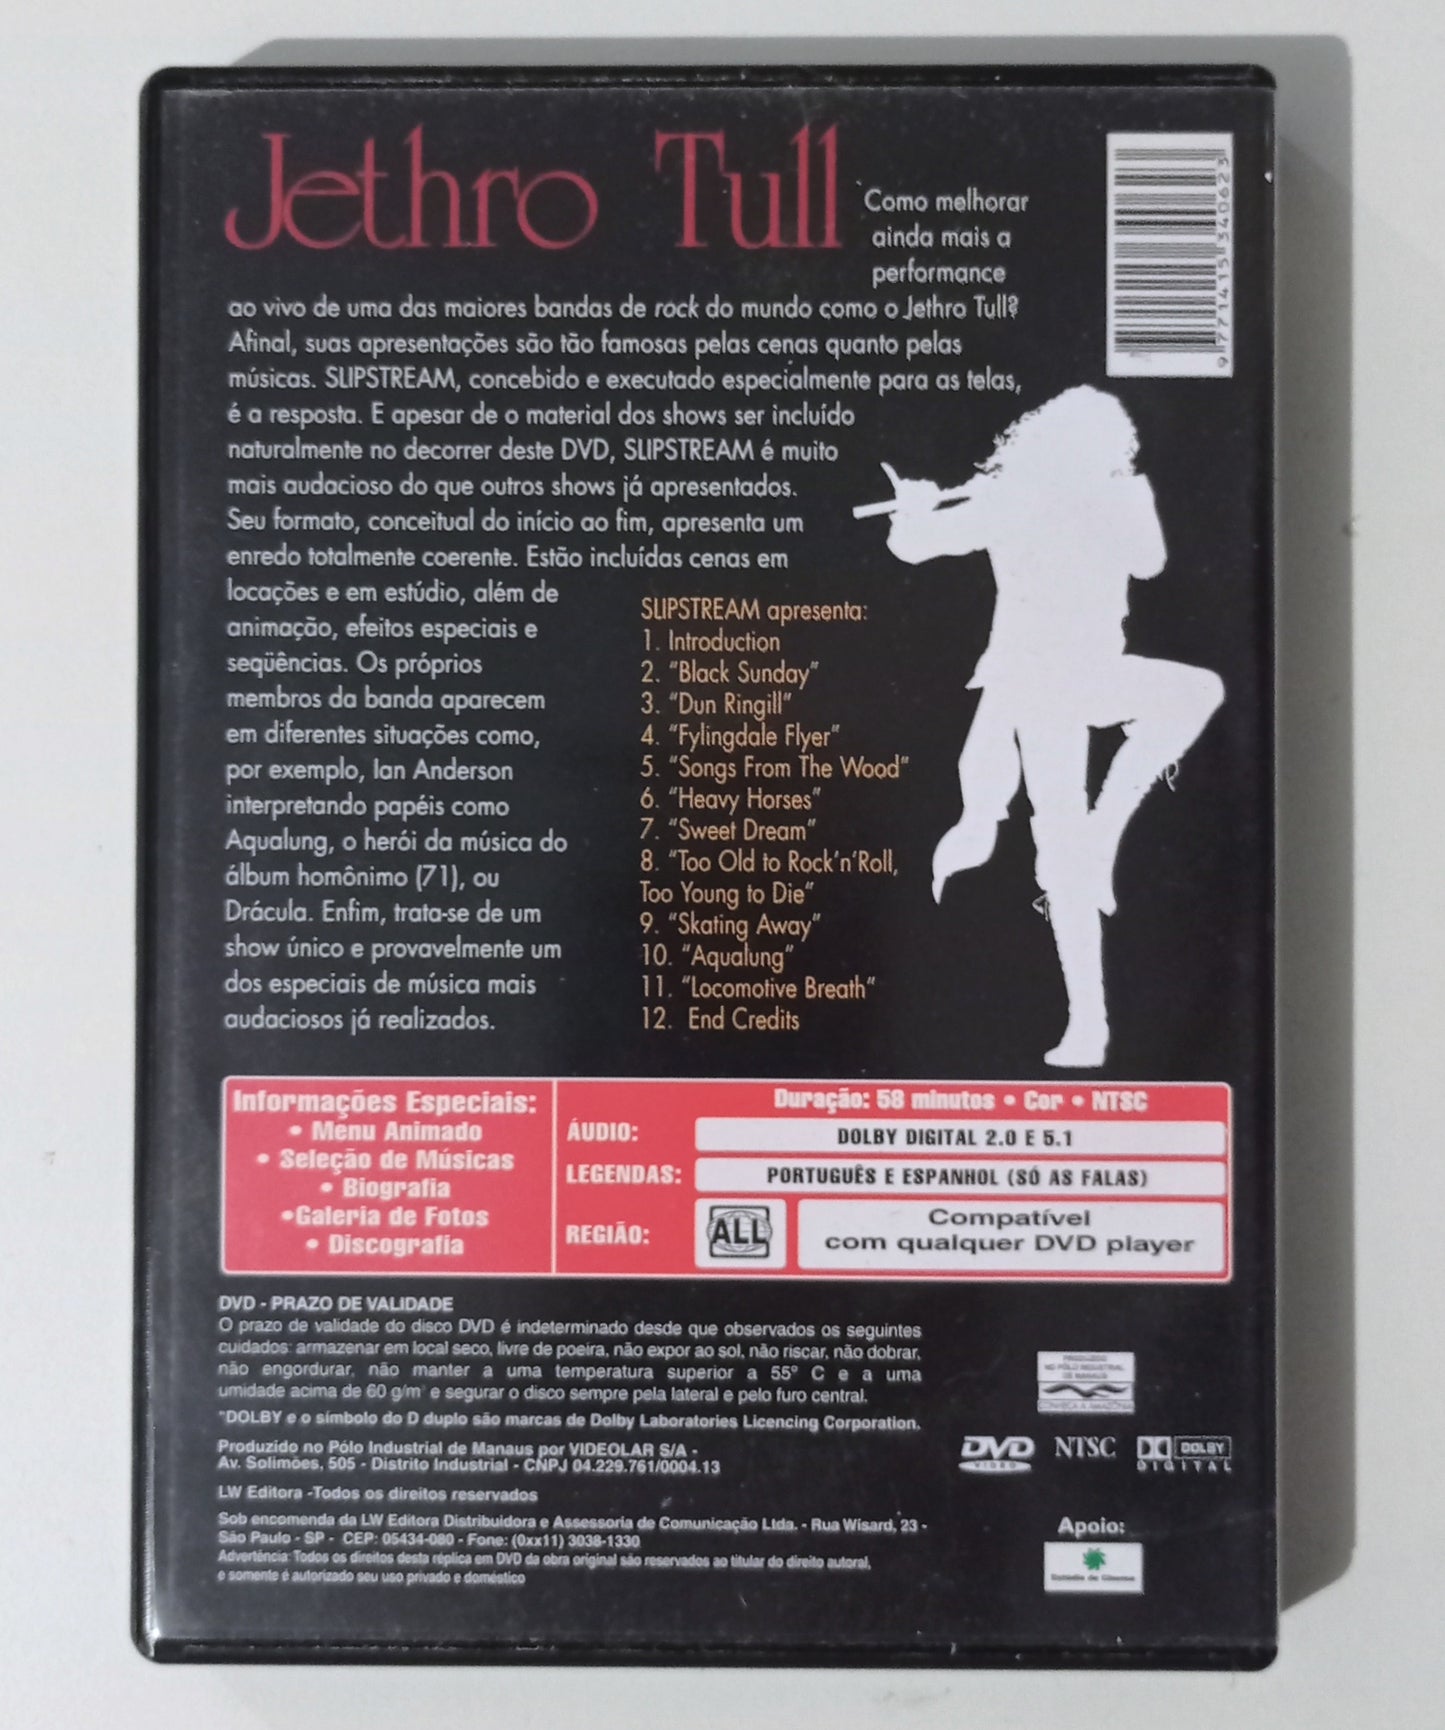 Jethro Tull
Como melhorar
ainda mais a
performance
ao vivo de uma das maiores bandas de rock do mundo como o Jethro Tull?
Afinal, suas apresentações são tão famosas pelas cenas quanto pelas
músicas. SLIPSTREAM, concebido e executado especialmente para as telas,
é a resposta. E apesar de o material dos shows ser incluído
naturalmente no decorrer deste DVD, SLIPSTREAM é muito
mais audacioso do que outros shows já apresentados.
Seu formato, conceitual do início ao fim, apresenta um
enredo totalmente coerente. Estão incluídas cenas em
locações e em estúdio, além de
animação, efeitos especiais e
seqüências. Os próprios
membros da banda aparecem
em diferentes situações como,
por exemplo, Ian Anderson
interpretando papéis como
Aqualung, o herói da música do
álbum homônimo (71), ou
Drácula. Enfim, trata-se de um
show único e provavelmente um
dos especiais de música mais
audaciosos já realizados.
9 771415 340623
SLIPSTREAM apresenta:
1. Introduction
2. "Black Sunday"
3. "Dun Ringill"
4. "Fylingdale Flyer"
5. "Songs From The Wood"
6. "Heavy Horses"
7. "Sweet Dream"
8. "Too Old to Rock'n'Roll,
Too Young to Die"
9. "Skating Away"
10. "Aqualung"
11. "Locomotive Breath"
12. End Credits
Informações Especiais:
• Menu Animado
• Seleção de Músicas
• Biografia
•Galeria de Fotos
• Discografia
Duração: 58 minutos • Cor • NTSC
ÁUDIO: DOLBY DIGITAL 2.0 E 5.1
LEGENDAS: PORTUGUÊS E ESPANHOL (SÓ AS FALAS)
REGIÃO: ALL
Compatível
com qualquer DVD player
DVD - PRAZO DE VALIDADE
O prazo de validade do disco DVD é indeterminado desde que observados os seguintes
cuidados: armazenar em local seco, livre de poeira, não expor ao sol, não riscar, não dobrar,
não engordurar, não manter a uma temperatura superior a 55º C e a uma
umidade acima de 60 g/m³ e segurar o disco sempre pela lateral e pelo furo central.
"DOLBY e o símbolo do D duplo são marcas de Dolby Laboratories Licencing Corporation.
Produzido no Pólo Industrial de Manaus por VIDEOLAR S/A -
Av. Solimões, 505 - Distrito Industrial - CNPJ 04.229.761/0004.13
LW Editora -Todos os direitos reservados
Sob encomenda da LW Editora Distribuidora e Assessoria de Comunicação Ltda. - Rua Wisard, 23 -
São Paulo - SP - CEP: 05434-080 - Fone: (0xx11) 3038-1330
Advertência: Todos os direitos desta réplica em DVD da obra original são reservados ao titular do direito autoral,
e somente é autorizado seu uso privado e doméstico
PRODUZIDO
NO PÓLO INDUSTRIAL
DE MANAUS
CONHEÇA A AMAZÔNIA
DVD
VIDEO
NTSC
DOLBY
DIGITAL
Apoio:
Estúdio de Cinema